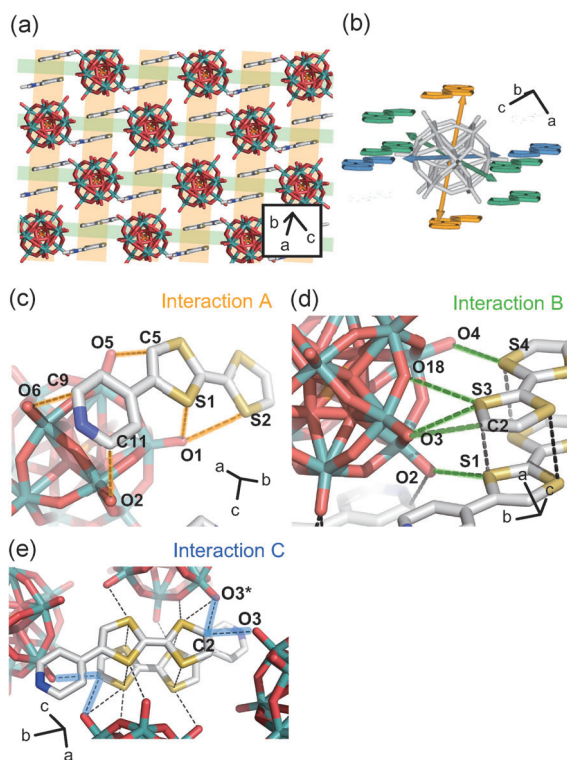 (a)
b
a
c
(b)
b
c
a
(c)
Interaction A
O5
C5
O6
C9
S1
S2
C11
O1
O2
a
b
c
(d)
Interaction B
O4
S4
O18
S3
C2
O3
O2
S1
a
c
b
(e)
Interaction C
O3*
O3
C2
c
b
a